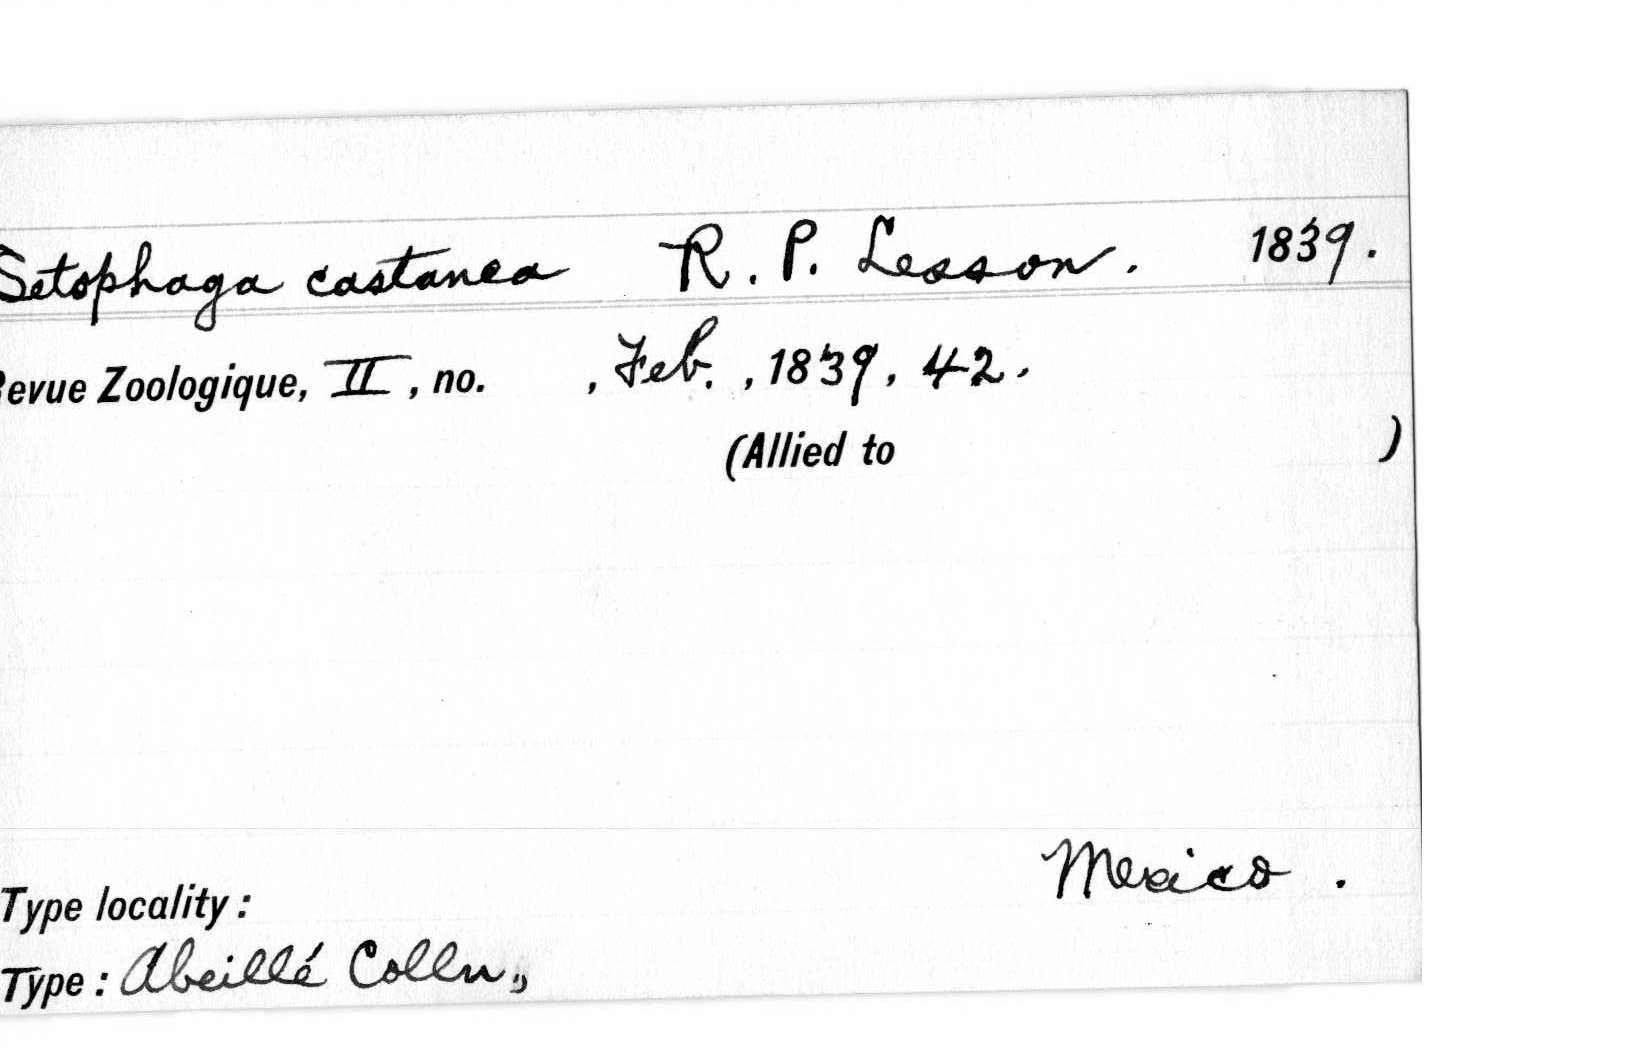 Setophaga castanea R. P. Lesson. 1839.
Revue Zoologique, II, no. , Feb. , 1839, 42.
(Allied to )
Mexico .
Type locality :
Type : Abeillé Colln.,